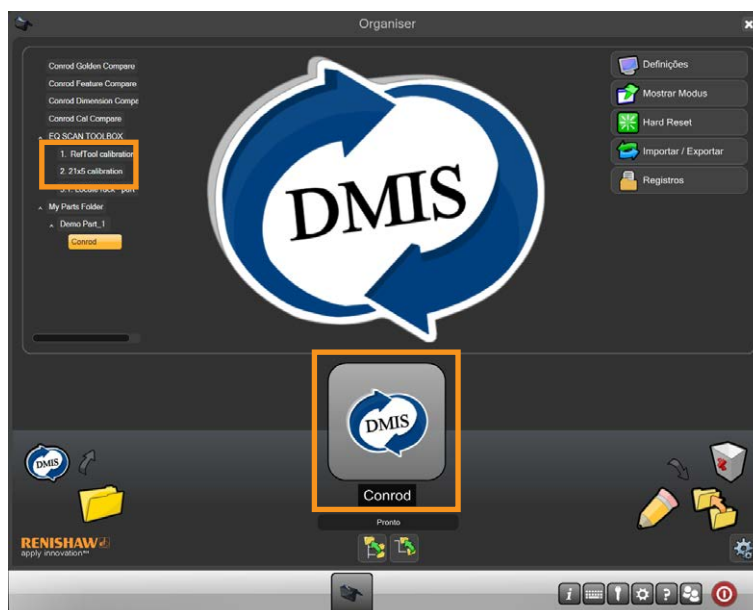 Organiser
Conrod Golden Compare
Conrod Feature Compare
Conrod Dimension Compa
Conrod Cal Compare
EQ SCAN TOOLBOX
1. RefTool calibration
2. 21x5 calibration
My Parts Folder
Demo Part_1
Conrod
DMIS
Definições
Mostrar Modus
Hard Reset
Importar / Exportar
Registros
DMIS
Conrod
Pronto
DMIS
RENISHAW
apply innovation™